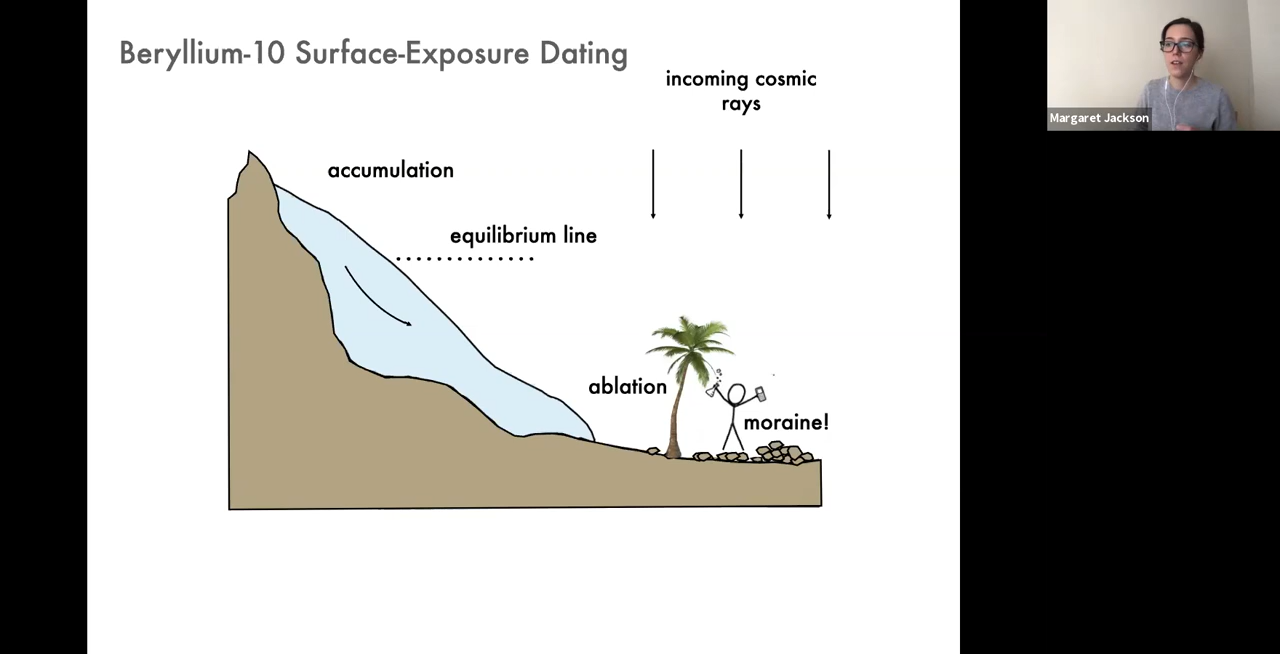 Beryllium-10 Surface-Exposure Dating
incoming cosmic
rays
Margaret Jackson
accumulation
equilibrium line
ablation
moraine!